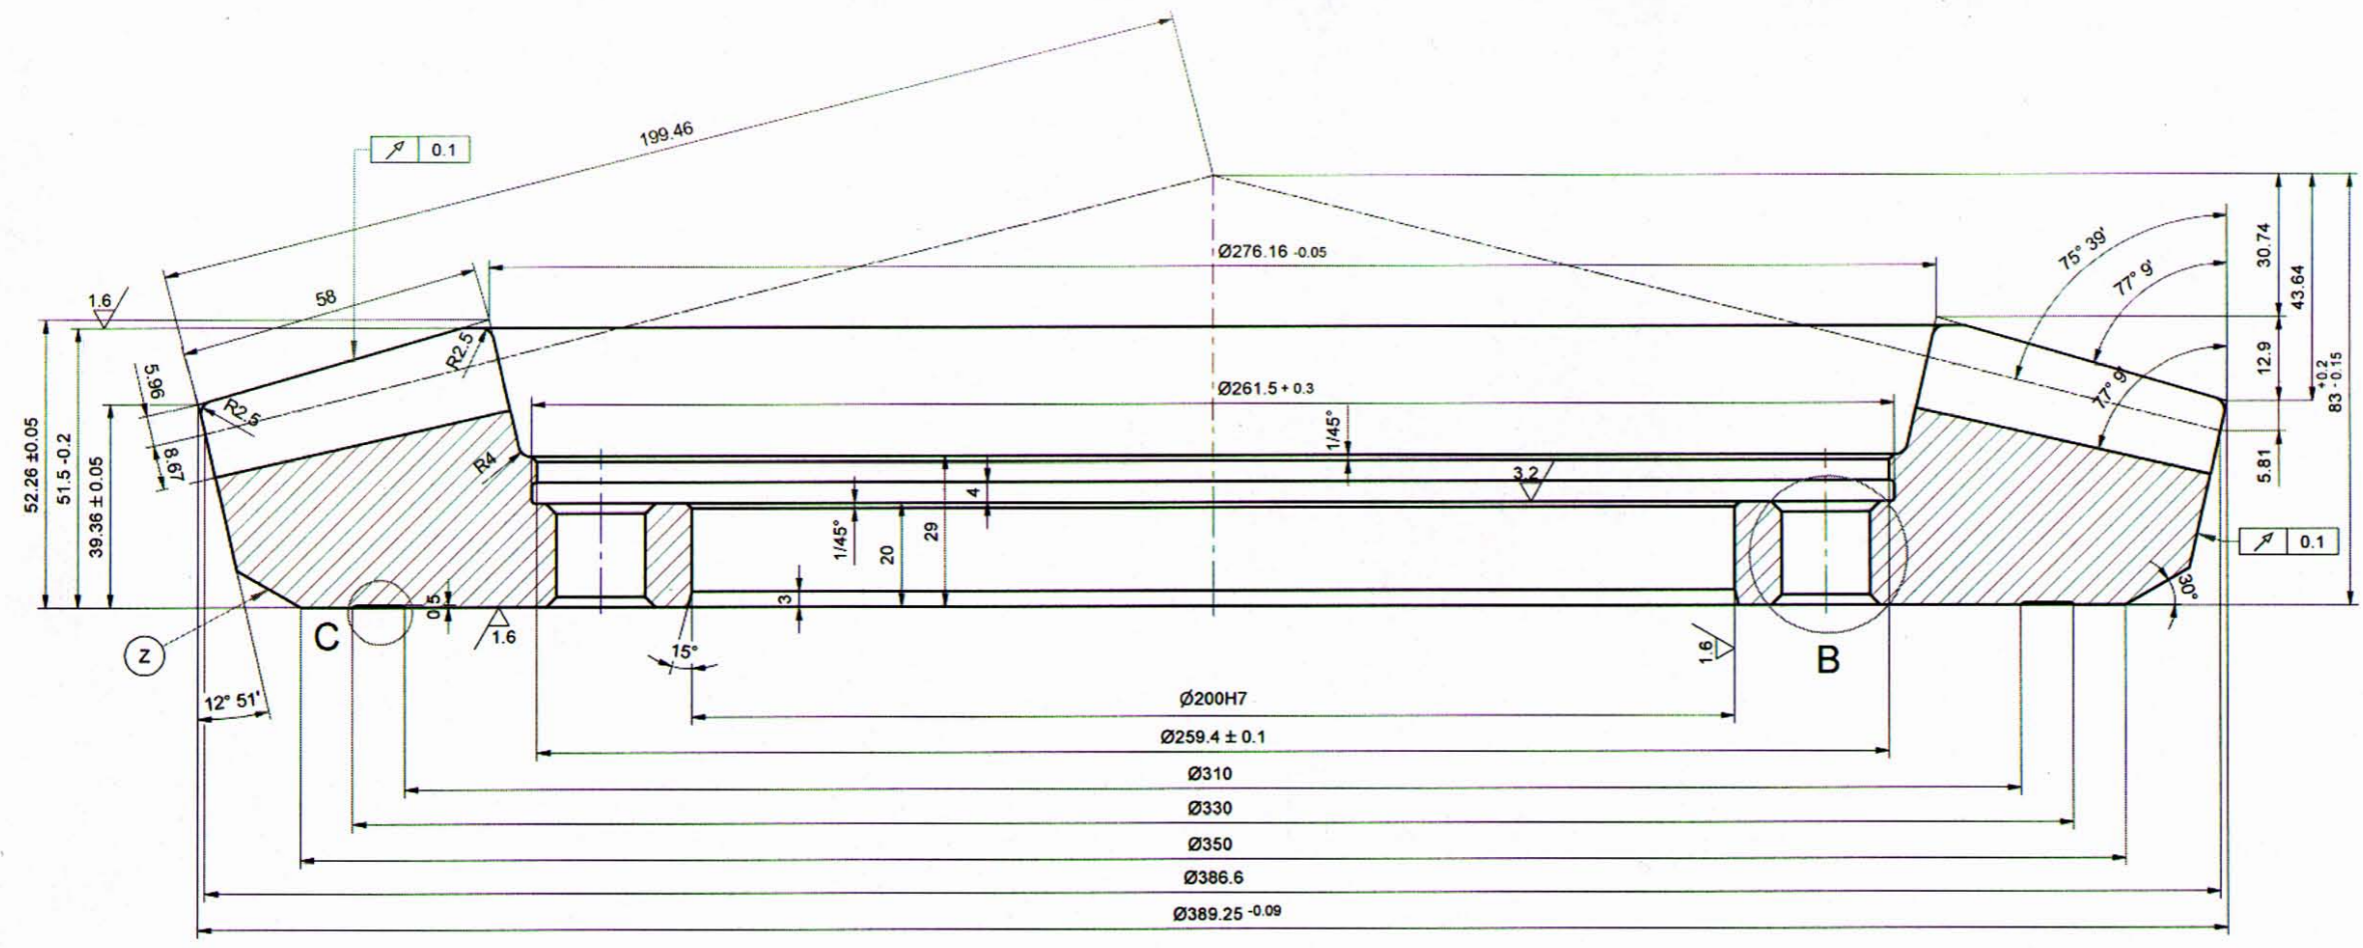 199.46
↗ 0.1
Ø276.16 -0.05
75° 39'
77° 9'
30.74
43.64
58
1.6
R2.5
12.9
+0.2
83 - 0.15
5.96
R2.5
Ø261.5 + 0.3
77° 9'
52.26 ±0.05
51.5 -0.2
39.36 ± 0.05
8.67
R4
1/45°
3.2
5.81
4
1/45°
20
29
↗ 0.1
30°
3
0.5
C
1.6
z
15°
1.6
B
12° 51'
Ø200H7
Ø259.4 ± 0.1
Ø310
Ø330
Ø350
Ø386.6
Ø389.25 -0.09